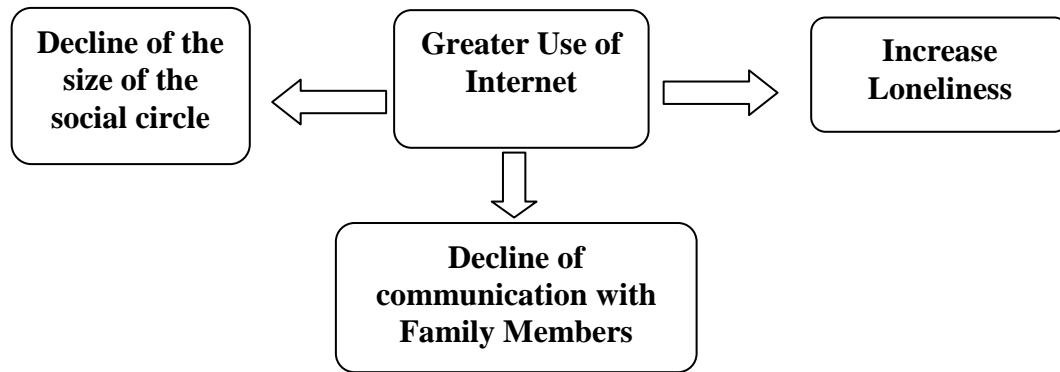 Decline of the
size of the
social circle
Greater Use of
Internet
Increase
Loneliness
Decline of
communication with
Family Members